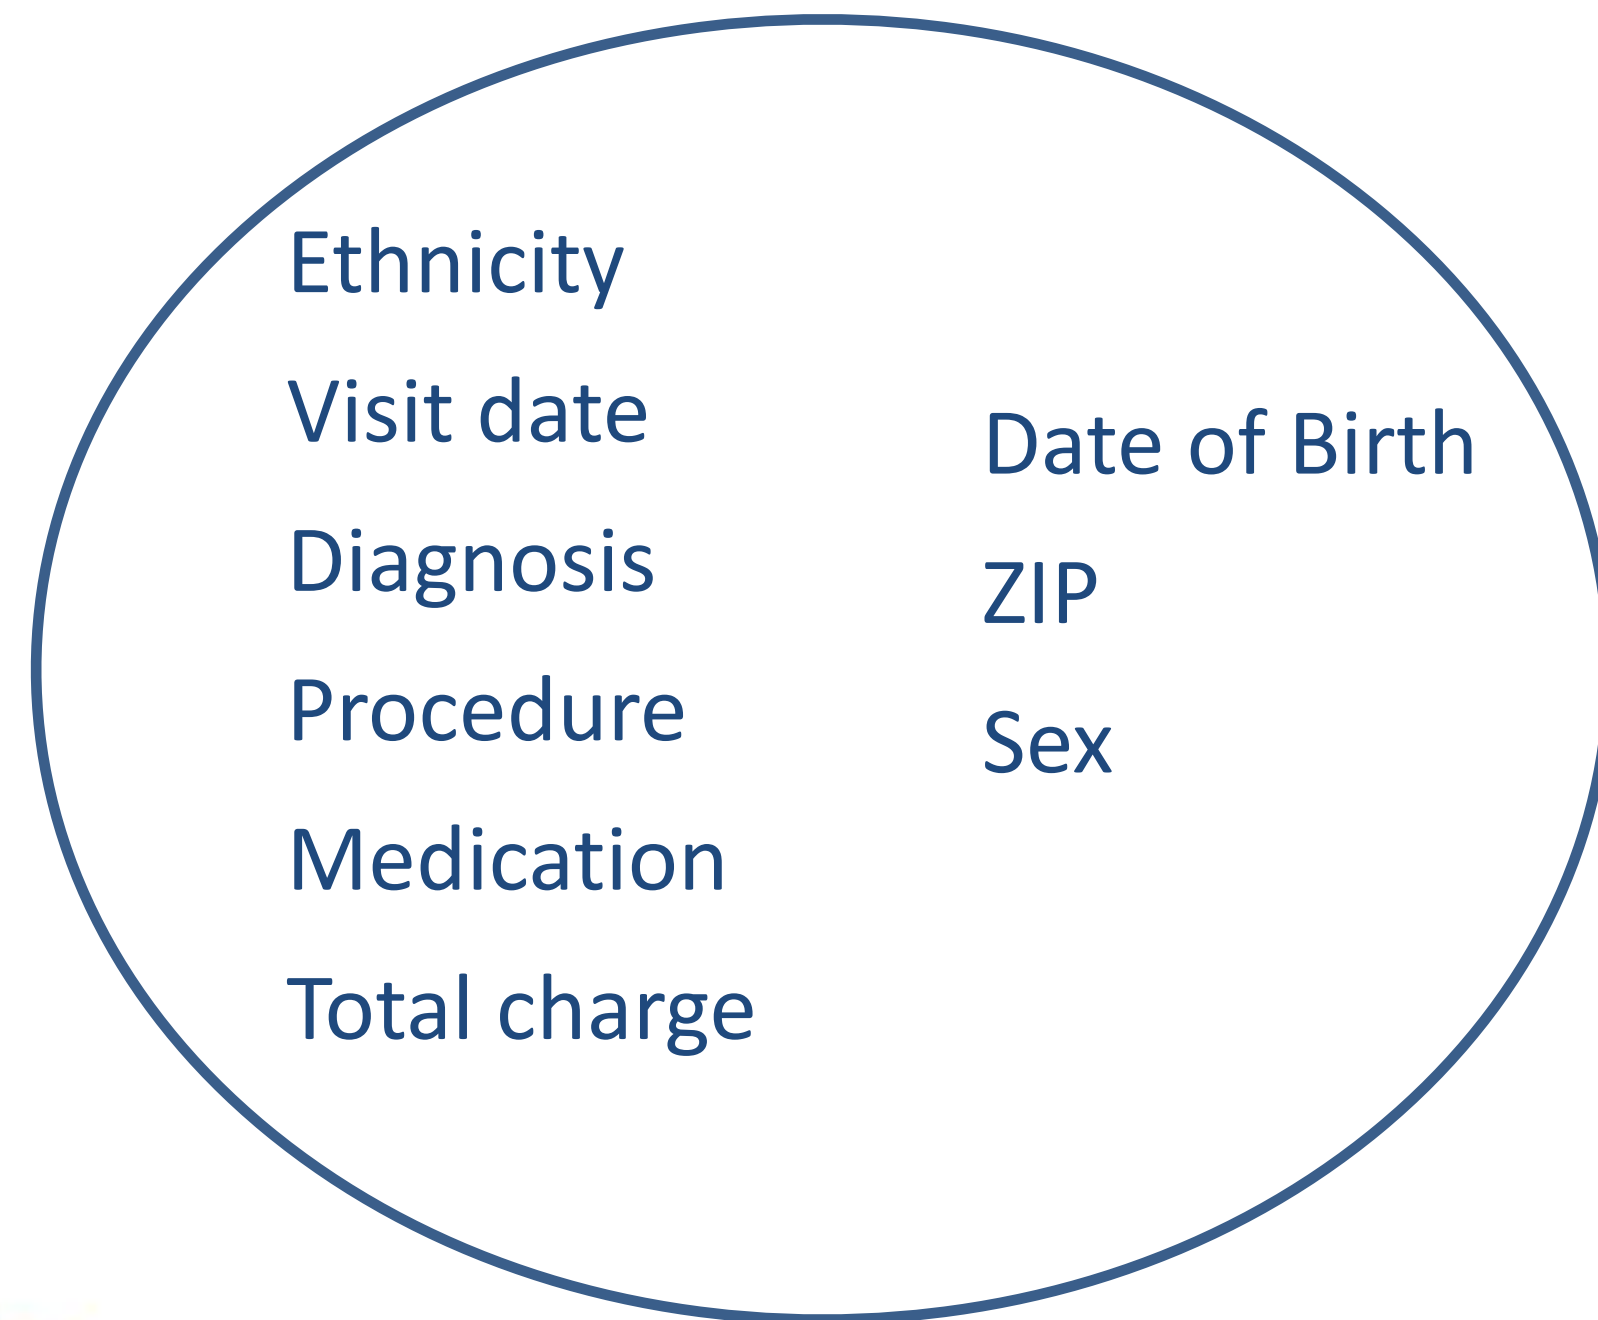 Ethnicity
Visit date
Diagnosis
Procedure
Medication
Total charge
Date of Birth
ZIP
Sex